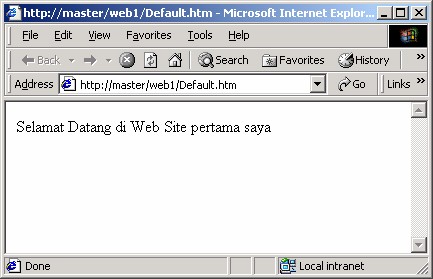 http://master/web1/Default.htm - Microsoft Internet Explor...
File Edit View Favorites Tools Help »
Back Search Favorites History »
Address http://master/web1/Default.htm Go Links »
Selamat Datang di Web Site pertama saya
Done Local intranet